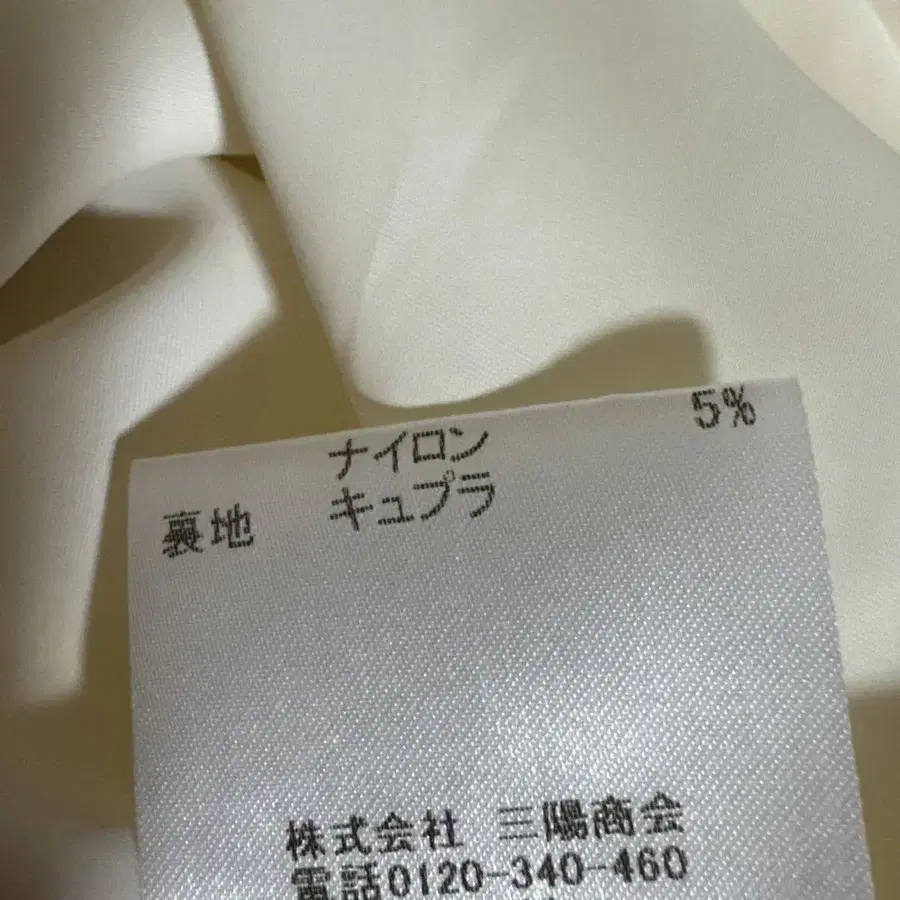 ナイロン 5%
裏地 キュプラ
株式会社 三陽商会
電話0120-340-460